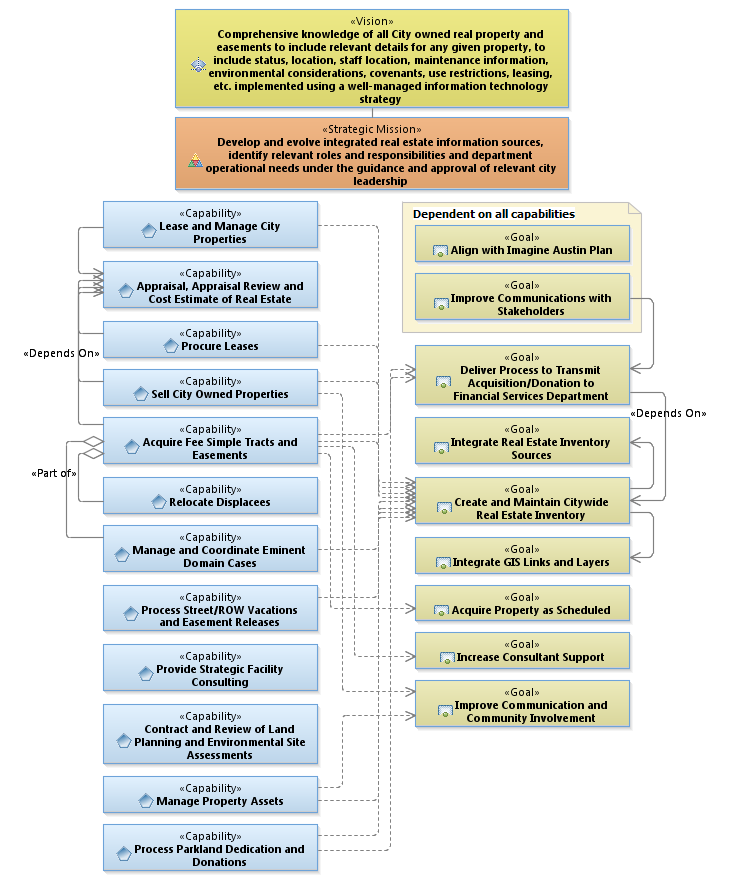 «Vision»
Comprehensive knowledge of all City owned real property and
easements to include relevant details for any given property, to
include status, location, staff location, maintenance information,
environmental considerations, covenants, use restrictions, leasing,
etc. implemented using a well-managed information technology
strategy
«Strategic Mission»
Develop and evolve integrated real estate information sources,
identify relevant roles and responsibilities and department
operational needs under the guidance and approval of relevant city
leadership
«Capability»
Lease and Manage City
Properties
«Capability»
Appraisal, Appraisal Review and
Cost Estimate of Real Estate
«Capability»
Procure Leases
«Depends On»
«Capability»
Sell City Owned Properties
«Capability»
Acquire Fee Simple Tracts and
Easements
«Part of»
«Capability»
Relocate Displacees
«Capability»
Manage and Coordinate Eminent
Domain Cases
«Capability»
Process Street/ROW Vacations
and Easement Releases
«Capability»
Provide Strategic Facility
Consulting
«Capability»
Contract and Review of Land
Planning and Environmental Site
Assessments
«Capability»
Manage Property Assets
«Capability»
Process Parkland Dedication and
Donations
Dependent on all capabilities
«Goal»
Align with Imagine Austin Plan
«Goal»
Improve Communications with
Stakeholders
«Goal»
Deliver Process to Transmit
Acquisition/Donation to
Financial Services Department
«Depends On»
«Goal»
Integrate Real Estate Inventory
Sources
«Goal»
Create and Maintain Citywide
Real Estate Inventory
«Goal»
Integrate GIS Links and Layers
«Goal»
Acquire Property as Scheduled
«Goal»
Increase Consultant Support
«Goal»
Improve Communication and
Community Involvement